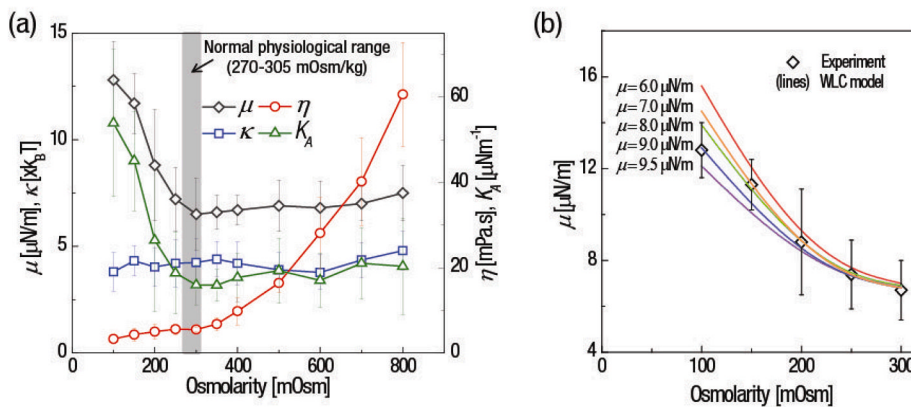 (a)
15
10
5
0
μ [μN/m], κ [xk_BT]
Normal physiological range
(270-305 mOsm/kg)
μ
η
κ
K_A
60
40
20
0
η [mPa.s], K_A [μNm⁻¹]
0
200
400
600
800
Osmolarity [mOsm]
(b)
16
12
8
4
μ [μN/m]
Experiment
(lines) WLC model
μ=6.0 μN/m
μ=7.0 μN/m
μ=8.0 μN/m
μ=9.0 μN/m
μ=9.5 μN/m
0
100
200
300
Osmolarity [mOsm]